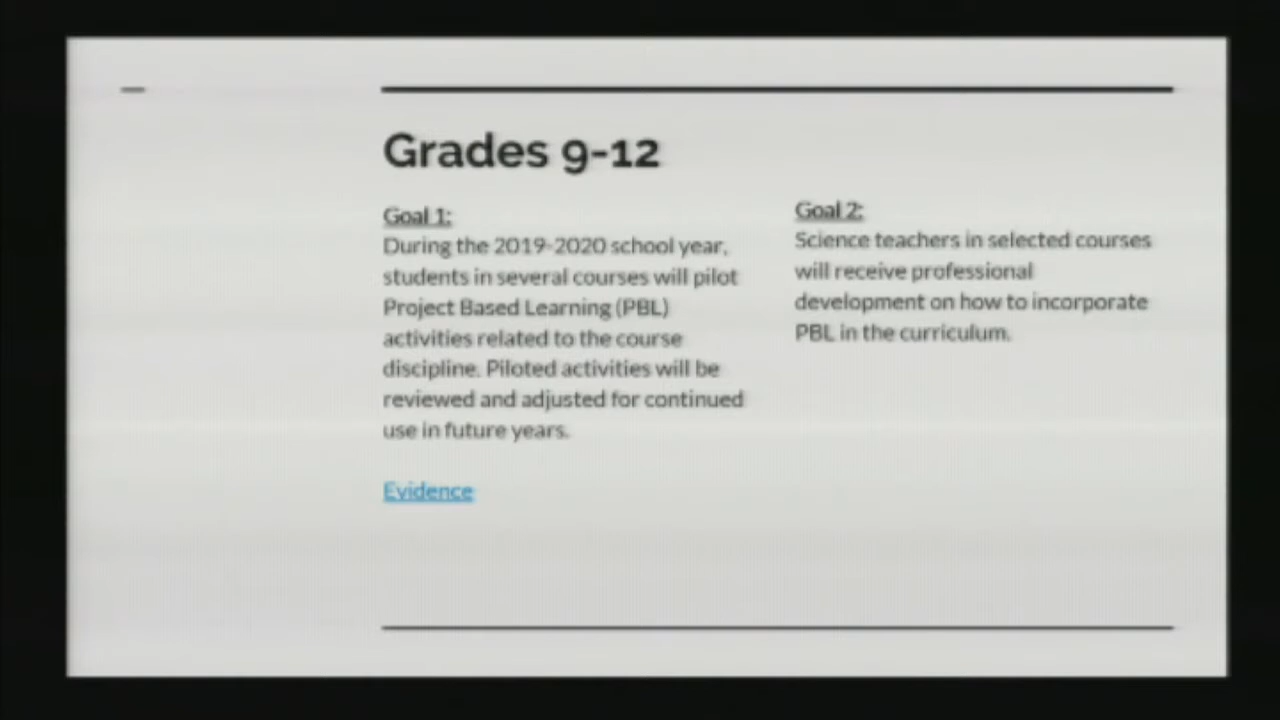 Grades 9-12
Goal 1:
During the 2019-2020 school year,
students in several courses will pilot
Project Based Learning (PBL)
activities related to the course
discipline. Piloted activities will be
reviewed and adjusted for continued
use in future years.
Evidence
Goal 2:
Science teachers in selected courses
will receive professional
development on how to incorporate
PBL in the curriculum.